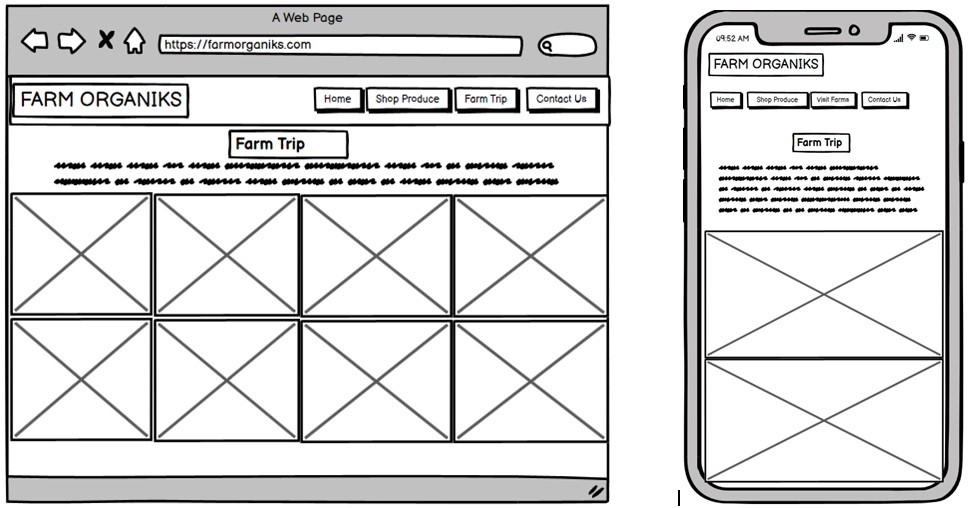 A Web Page
https://farmorganiks.com
FARM ORGANIKS
Home Shop Produce Farm Trip Contact Us
Farm Trip
09:52 AM
FARM ORGANIKS
Home Shop Produce Visit Farms Contact Us
Farm Trip